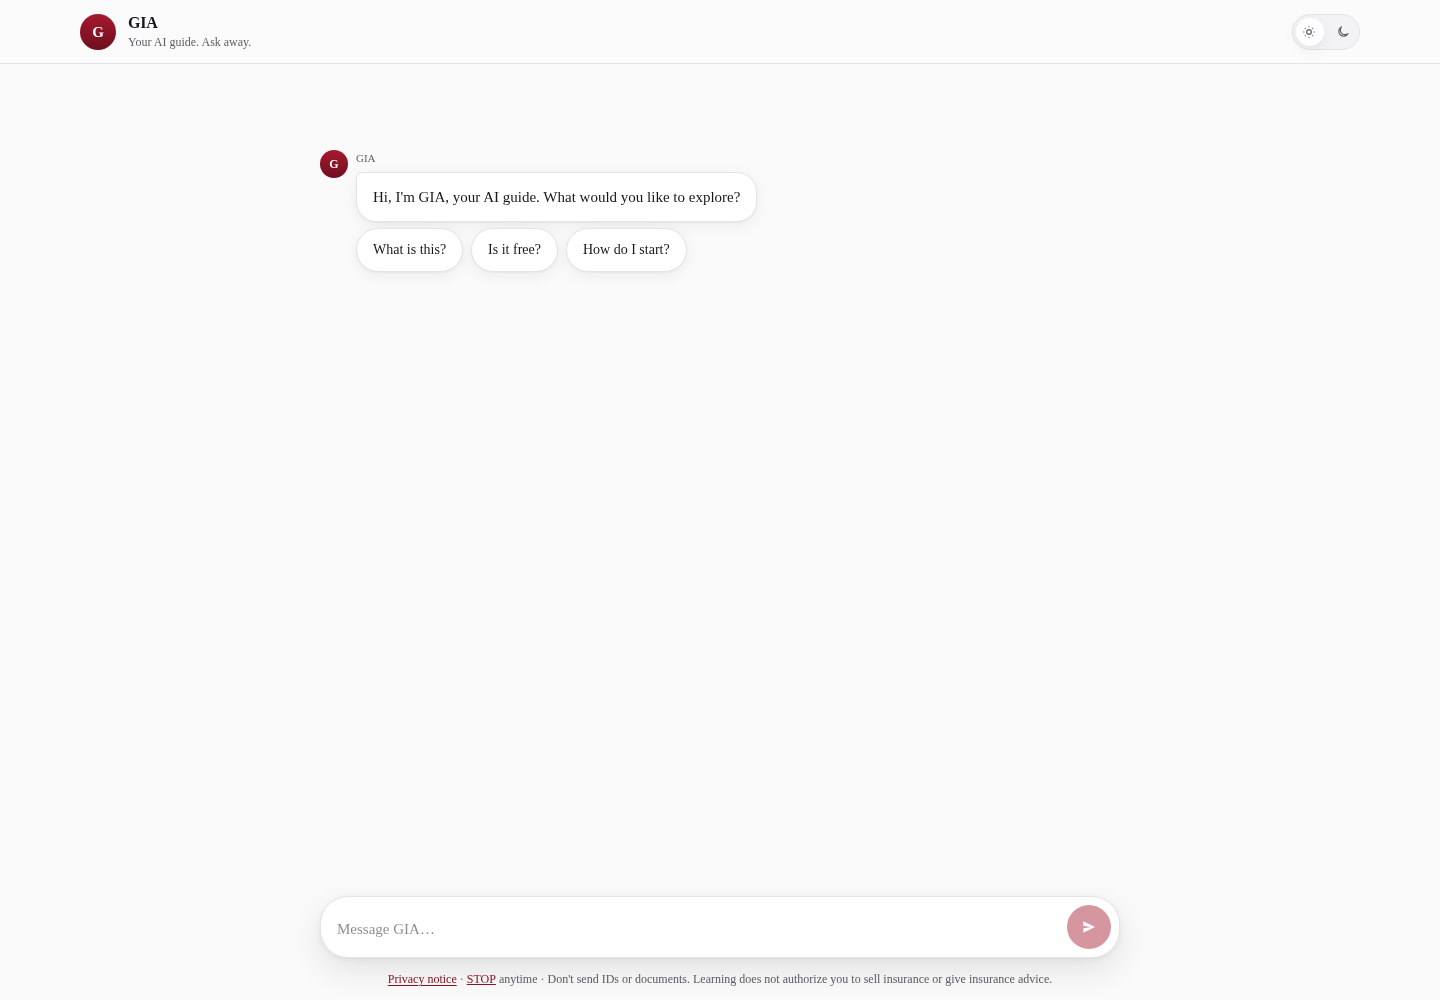 G
GIA
Your AI guide. Ask away.
G
GIA
Hi, I'm GIA, your AI guide. What would you like to explore?
What is this?
Is it free?
How do I start?
Message GIA…
Privacy notice · STOP anytime · Don't send IDs or documents. Learning does not authorize you to sell insurance or give insurance advice.